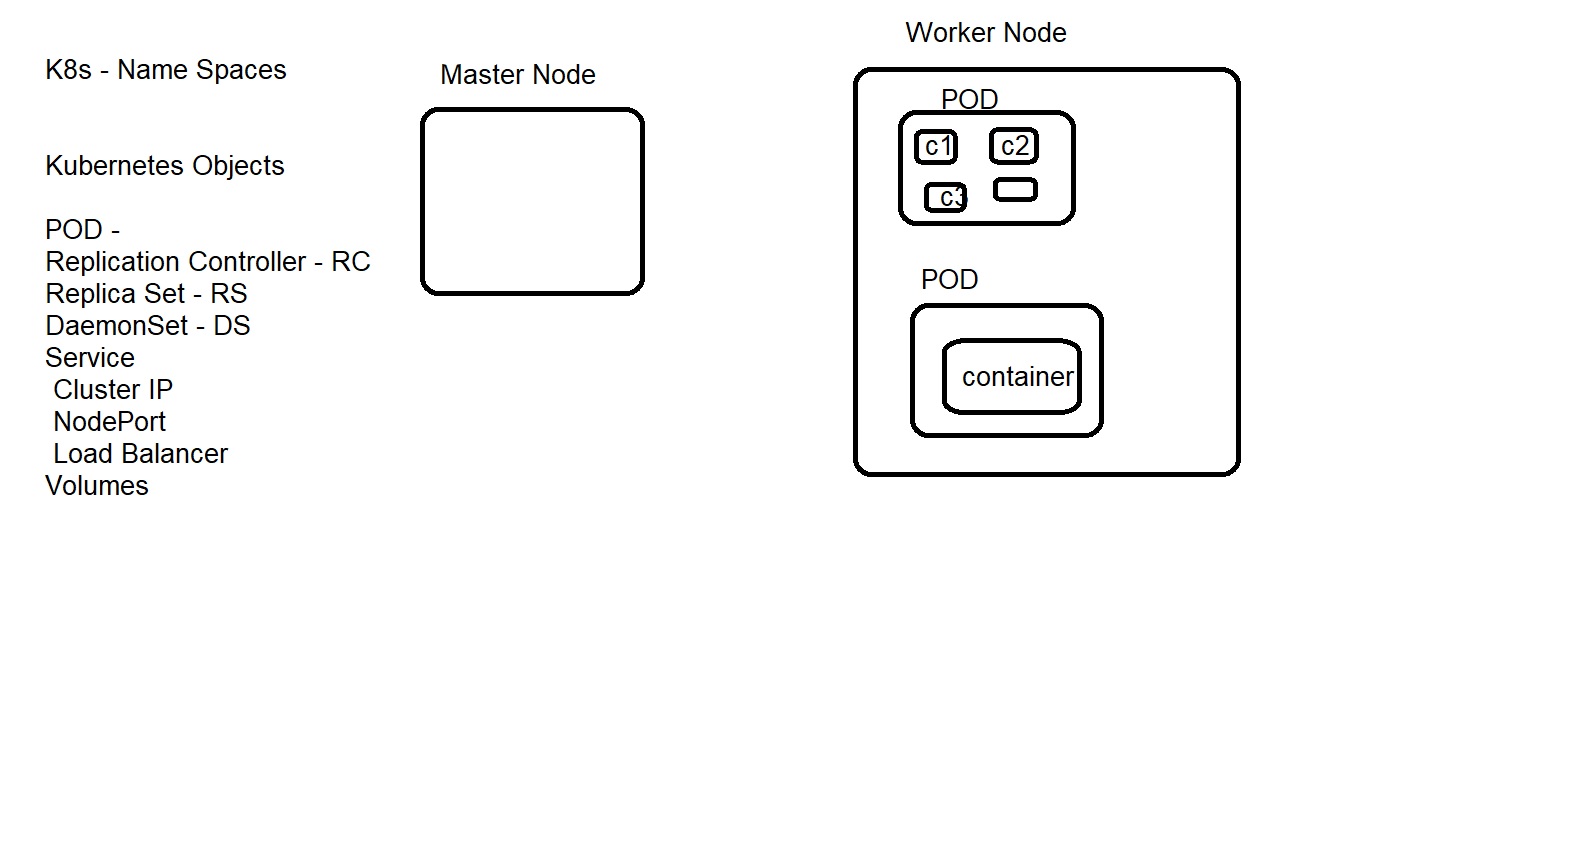 K8s - Name Spaces
Kubernetes Objects
POD -
Replication Controller - RC
Replica Set - RS
DaemonSet - DS
Service
Cluster IP
NodePort
Load Balancer
Volumes
Master Node
Worker Node
POD
c1
c2
c3
POD
container